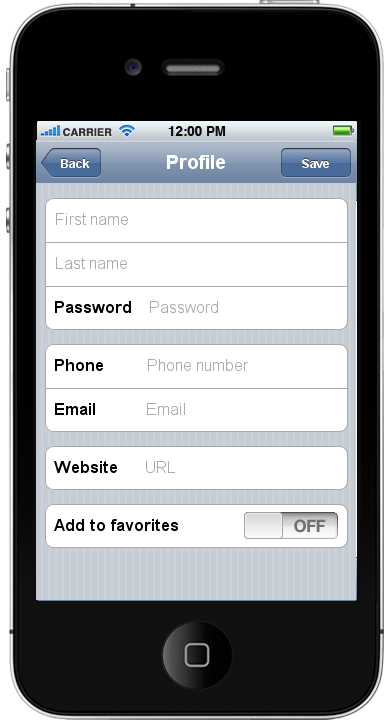 CARRIER 12:00 PM
Back Profile Save
First name
Last name
Password Password
Phone Phone number
Email Email
Website URL
Add to favorites OFF